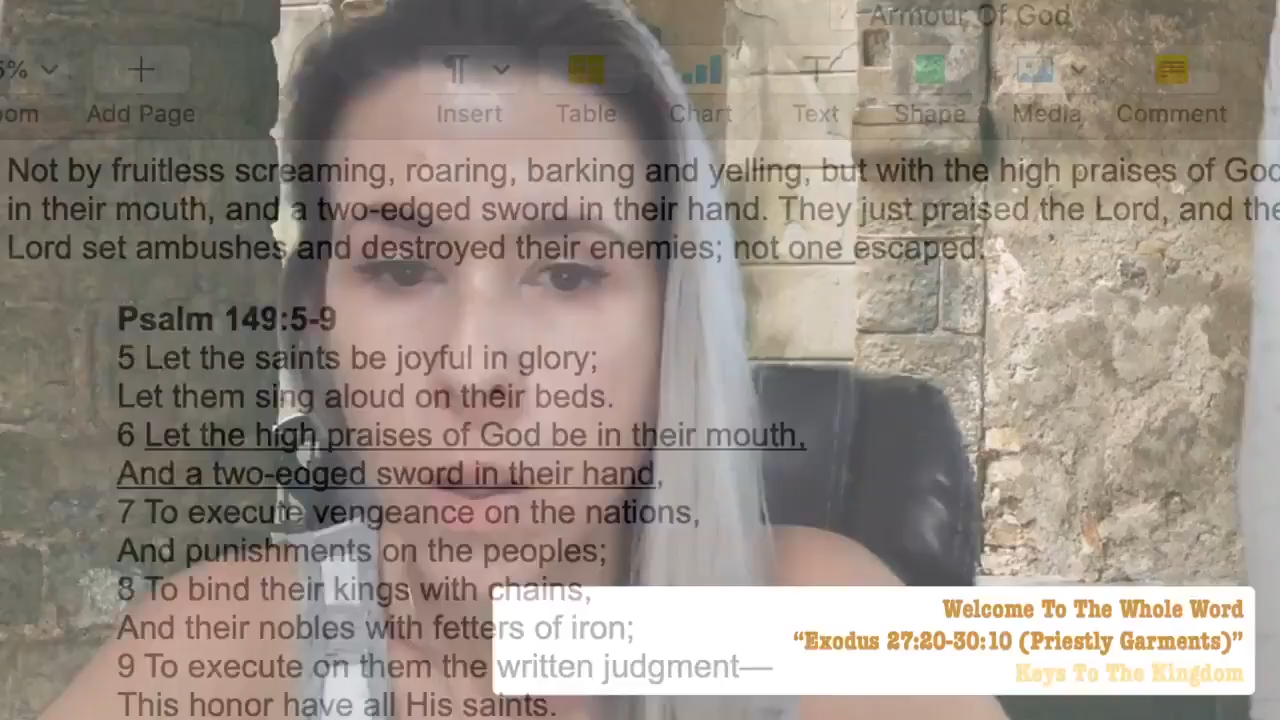 Armour Of God
Add Page
Insert
Table
Chart
Text
Shape
Media
Comment
Not by fruitless screaming, roaring, barking and yelling, but with the high praises of God
in their mouth, and a two-edged sword in their hand. They just praised the Lord, and the
Lord set ambushes and destroyed their enemies; not one escaped.
Psalm 149:5-9
5 Let the saints be joyful in glory;
Let them sing aloud on their beds.
6 Let the high praises of God be in their mouth,
And a two-edged sword in their hand,
7 To execute vengeance on the nations,
And punishments on the peoples;
8 To bind their kings with chains,
And their nobles with fetters of iron;
9 To execute on them the written judgment—
This honor have all His saints.
Welcome To The Whole Word
“Exodus 27:20-30:10 (Priestly Garments)”
Keys To The Kingdom